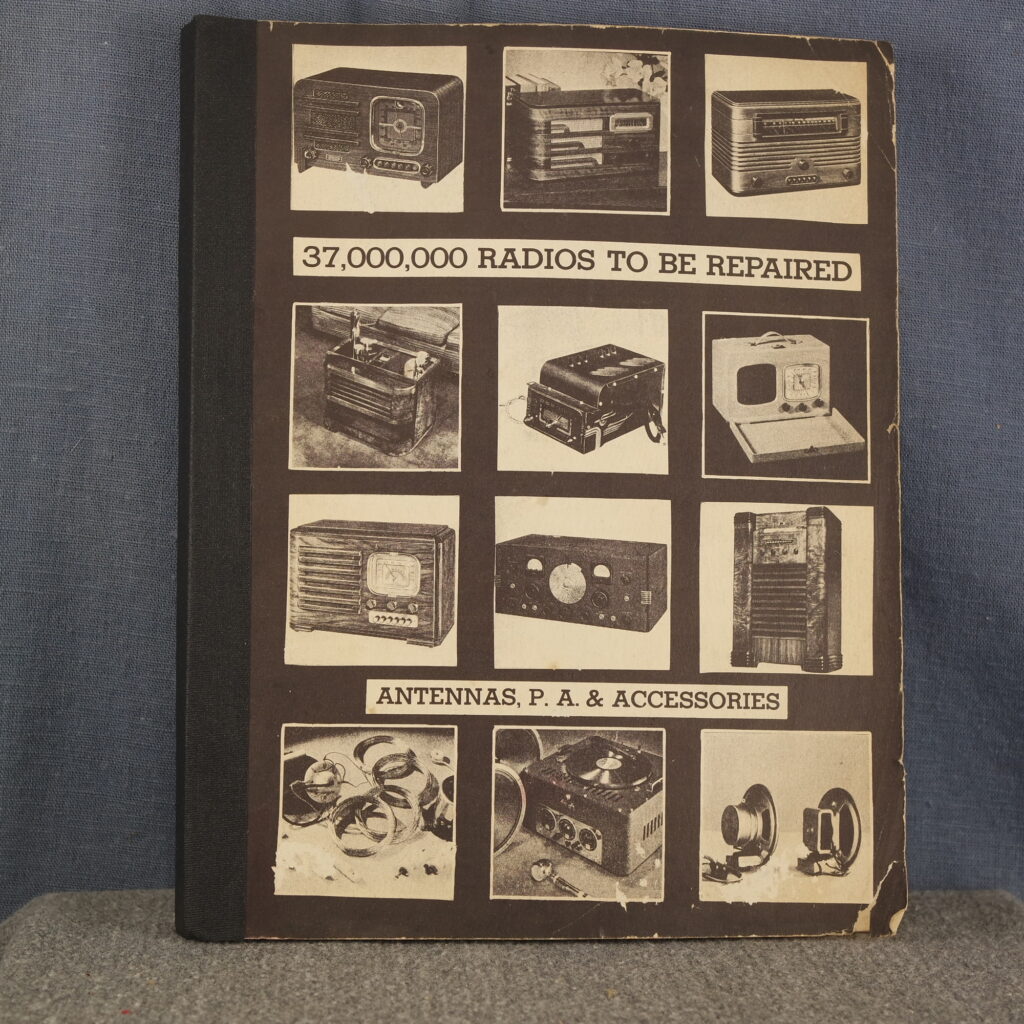 37,000,000 RADIOS TO BE REPAIRED
ANTENNAS, P. A. & ACCESSORIES